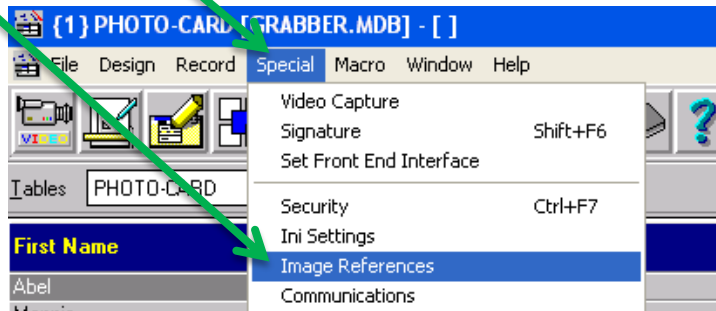 {1} PHOTO-CARD [GRABBER.MDB] - [ ]
File Design Record Special Macro Window Help
VIDEO
Video Capture
Signature Shift+F6
Set Front End Interface
Tables PHOTO-CARD
Security Ctrl+F7
Ini Settings
First Name
Image References
Abel
Communications